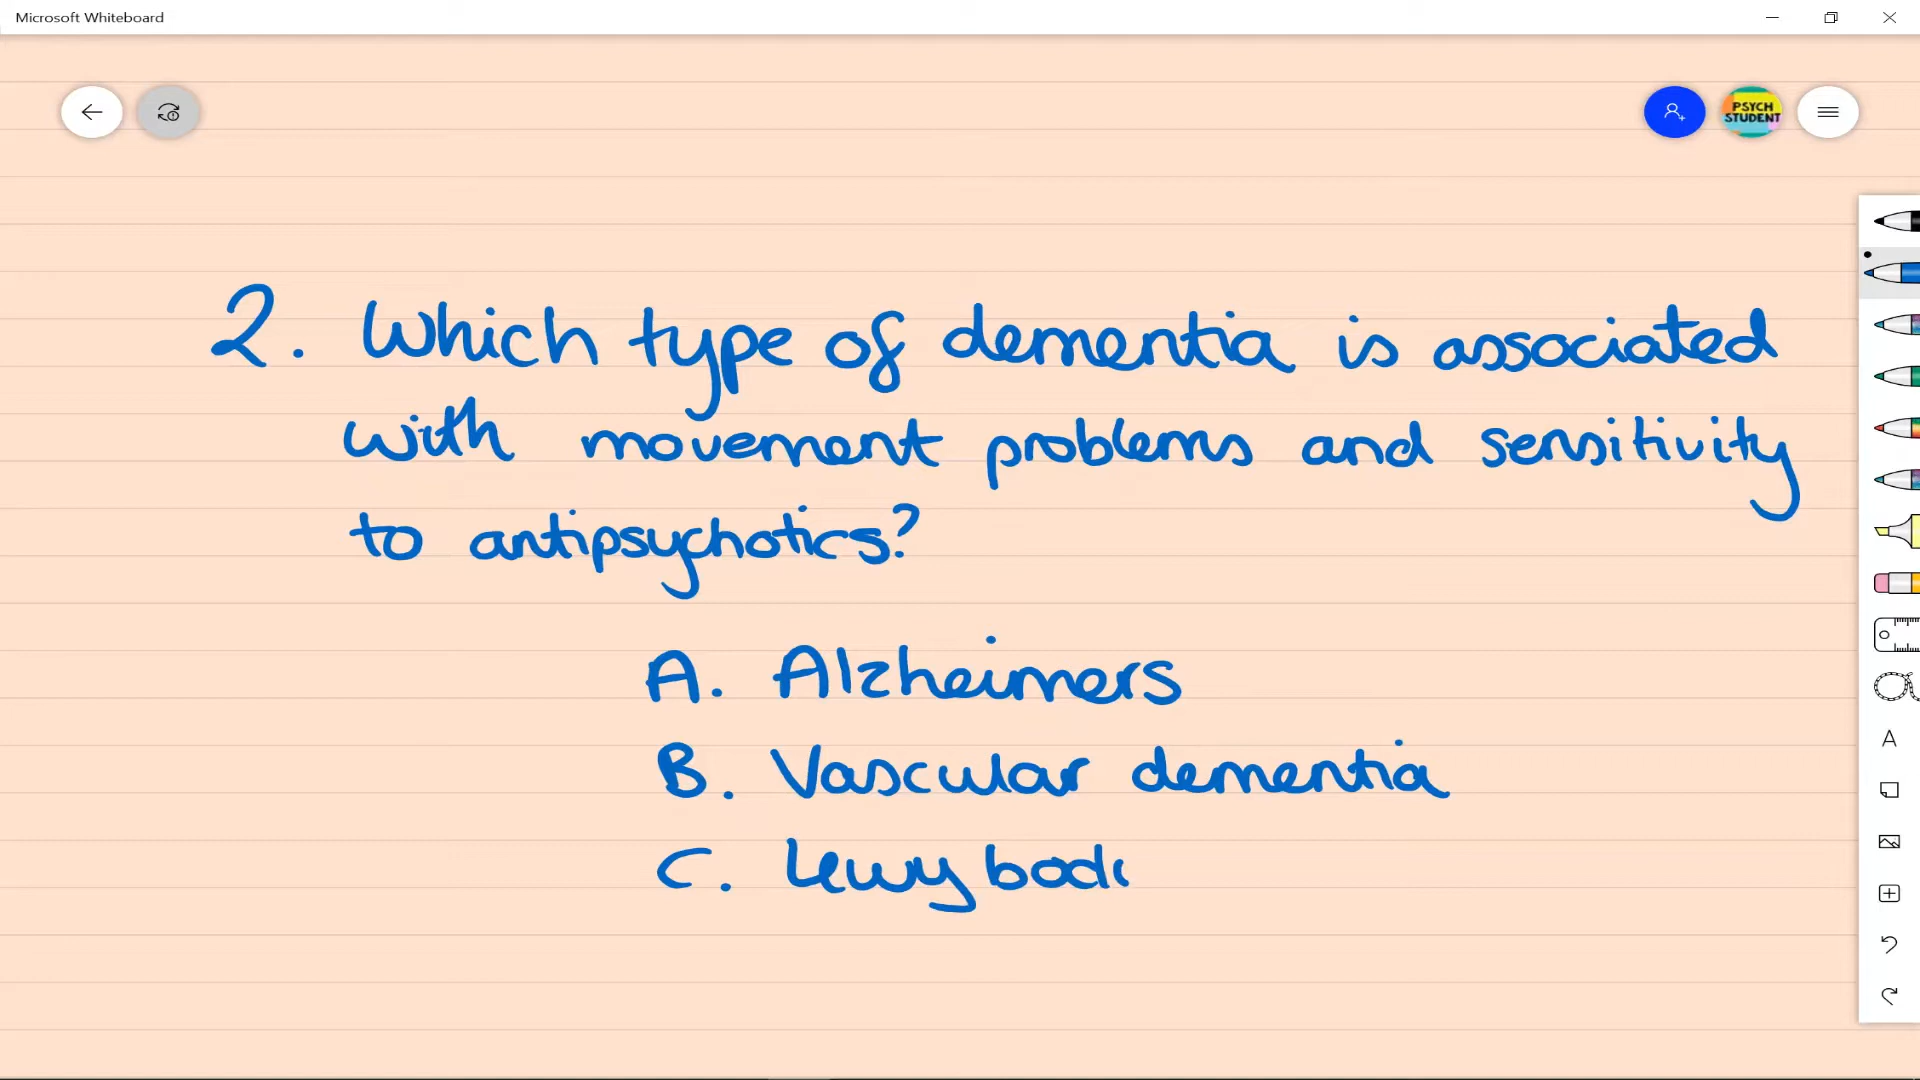 Microsoft Whiteboard
PSYCH
STUDENT
2. Which type of dementia is associated
with movement problems and sensitivity
to antipsychotics?
A. Alzheimers
B. Vascular dementia
C. Lewy bodi
A